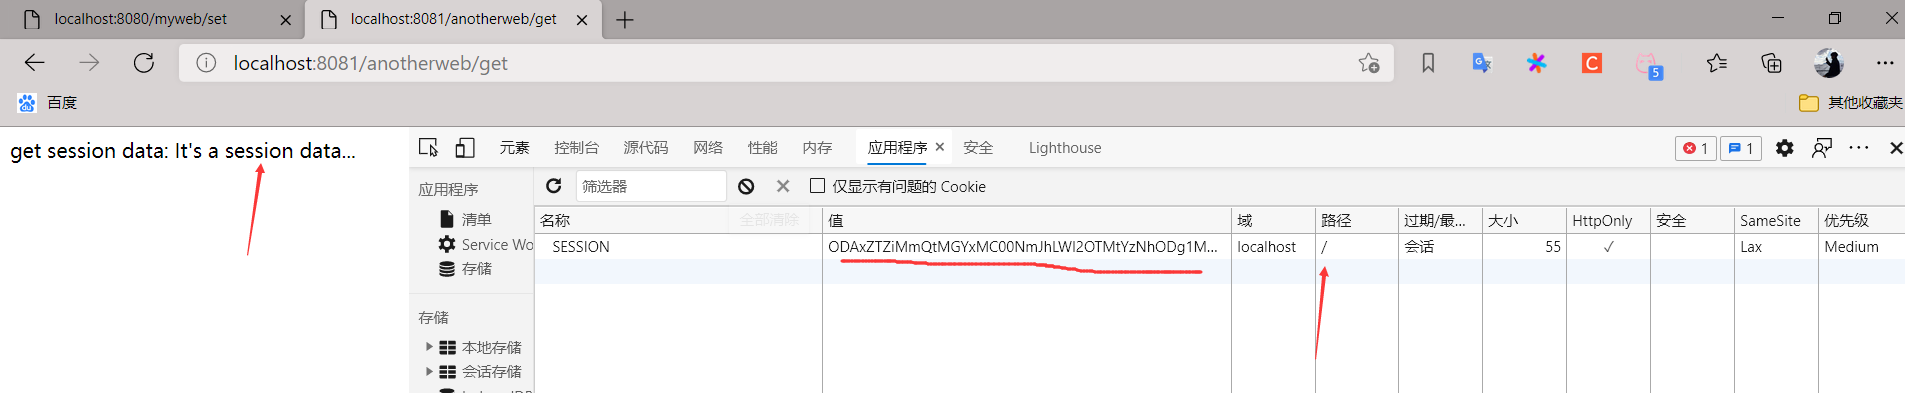 localhost:8080/myweb/set
localhost:8081/anotherweb/get
localhost:8081/anotherweb/get
C
5
百度
其他收藏夹
get session data: It's a session data...
元素 控制台 源代码 网络 性能 内存 应用程序 安全 Lighthouse
1
1
应用程序
筛选器
仅显示有问题的 Cookie
清单
Service Wo
存储
全部清除
名称 值 域 路径 过期/最... 大小 HttpOnly 安全 SameSite 优先级
SESSION ODAxZTZiMmQtMGYxMC00NmJhLWI2OTMtYzNhODg1M... localhost / 会话 55 ✓ Lax Medium
存储
本地存储
会话存储